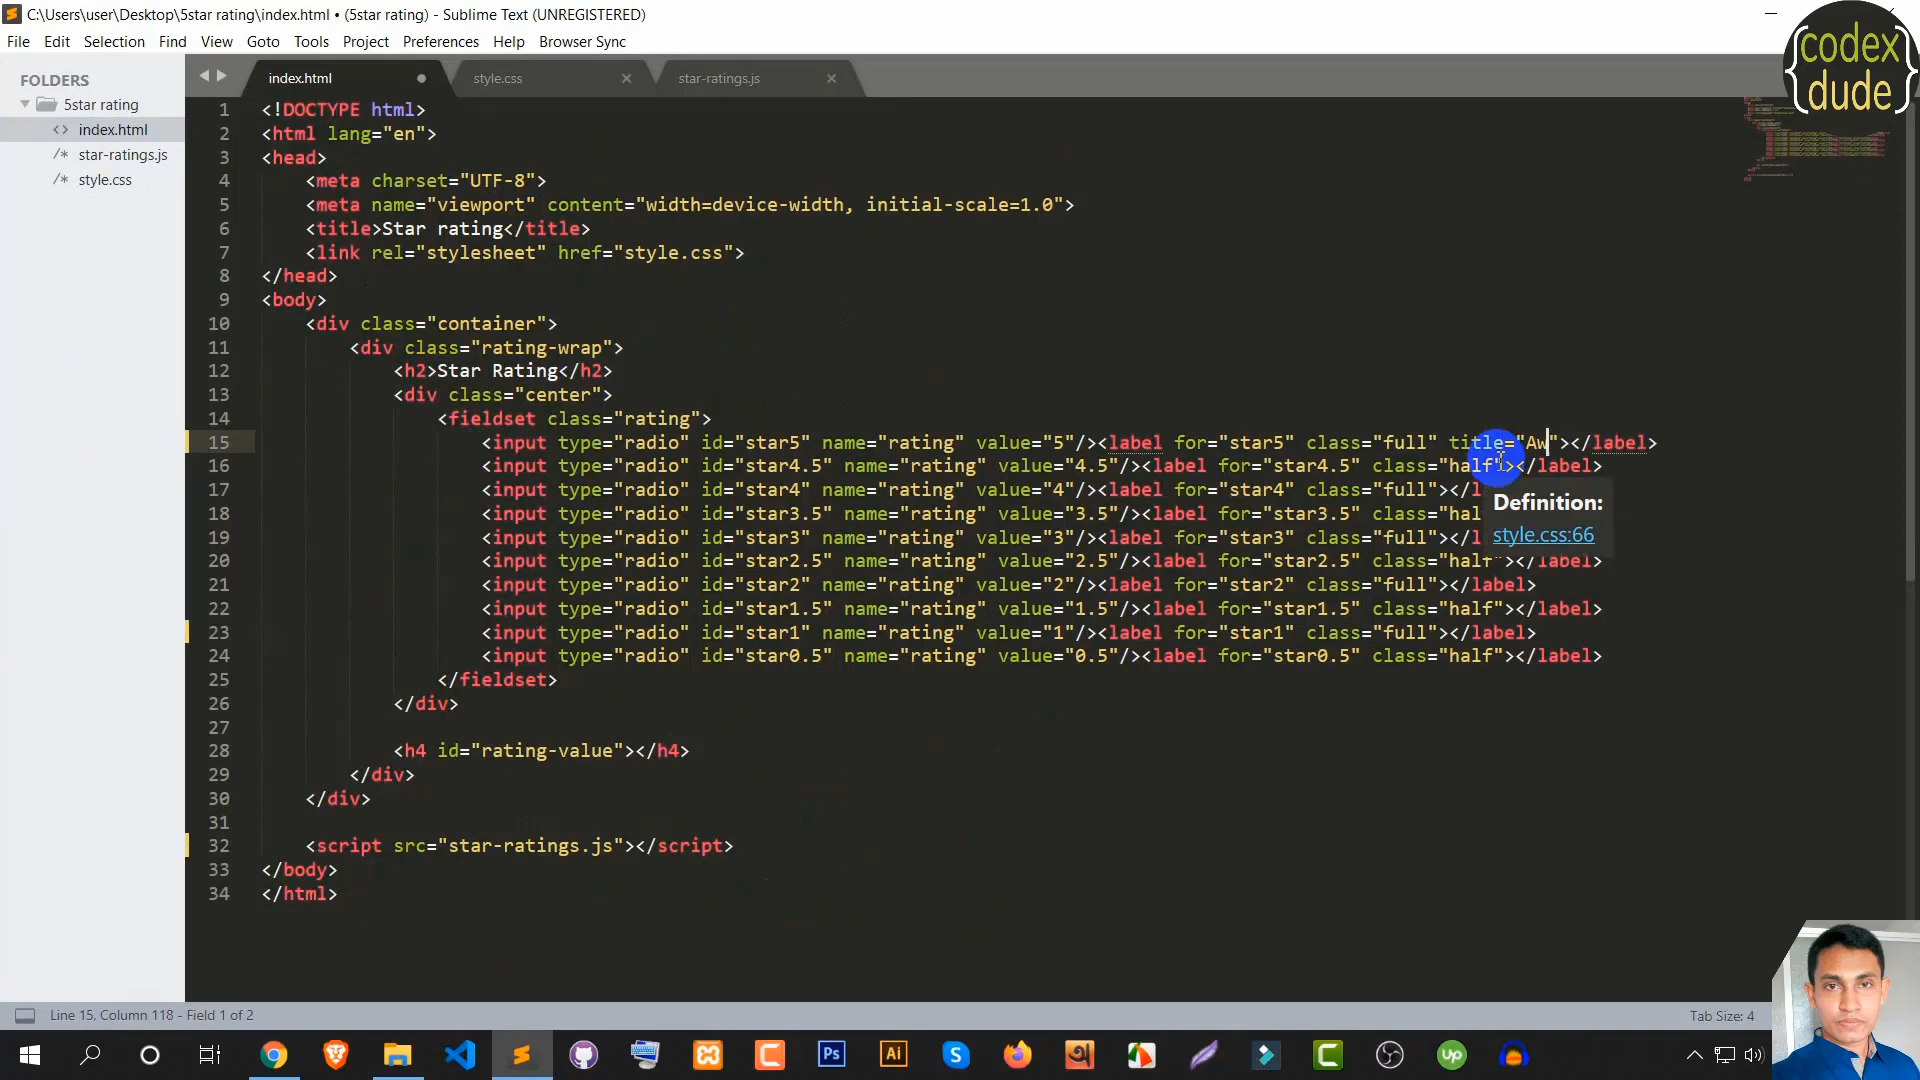 C:\Users\user\Desktop\5star rating\index.html • (5star rating) - Sublime Text (UNREGISTERED)
File Edit Selection Find View Goto Tools Project Preferences Help Browser Sync
{codex dude}
FOLDERS
5star rating
<> index.html
/* star-ratings.js
/* style.css
index.html
style.css
star-ratings.js
1 <!DOCTYPE html>
2 <html lang="en">
3 <head>
4 <meta charset="UTF-8">
5 <meta name="viewport" content="width=device-width, initial-scale=1.0">
6 <title>Star rating</title>
7 <link rel="stylesheet" href="style.css">
8 </head>
9 <body>
10 <div class="container">
11 <div class="rating-wrap">
12 <h2>Star Rating</h2>
13 <div class="center">
14 <fieldset class="rating">
15 <input type="radio" id="star5" name="rating" value="5"/><label for="star5" class="full" title="Aw"></label>
16 <input type="radio" id="star4.5" name="rating" value="4.5"/><label for="star4.5" class="half"></label>
17 <input type="radio" id="star4" name="rating" value="4"/><label for="star4" class="full"></l
18 <input type="radio" id="star3.5" name="rating" value="3.5"/><label for="star3.5" class="hal
19 <input type="radio" id="star3" name="rating" value="3"/><label for="star3" class="full"></l
20 <input type="radio" id="star2.5" name="rating" value="2.5"/><label for="star2.5" class="half"></label>
21 <input type="radio" id="star2" name="rating" value="2"/><label for="star2" class="full"></label>
22 <input type="radio" id="star1.5" name="rating" value="1.5"/><label for="star1.5" class="half"></label>
23 <input type="radio" id="star1" name="rating" value="1"/><label for="star1" class="full"></label>
24 <input type="radio" id="star0.5" name="rating" value="0.5"/><label for="star0.5" class="half"></label>
25 </fieldset>
26 </div>
27
28 <h4 id="rating-value"></h4>
29 </div>
30 </div>
31
32 <script src="star-ratings.js"></script>
33 </body>
34 </html>
Definition:
style.css:66
Line 15, Column 118 - Field 1 of 2
Tab Size: 4
Ps
Ai
S
C
অ
C
up